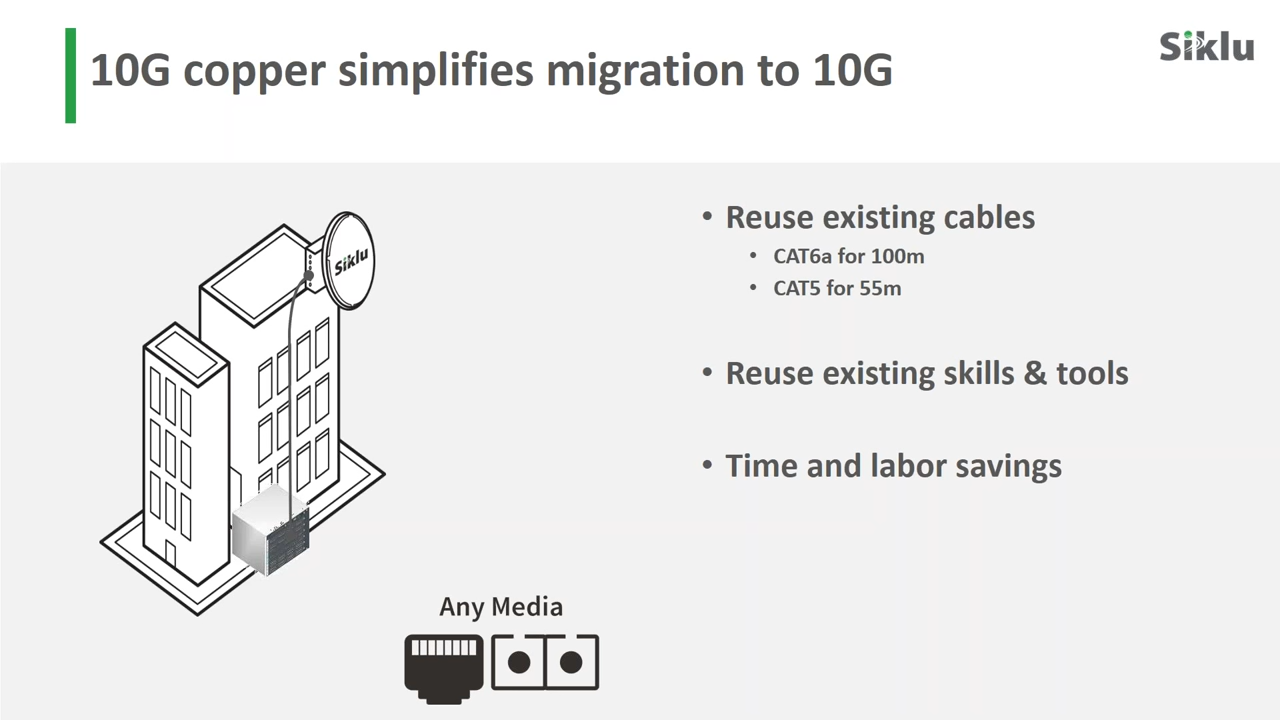 10G copper simplifies migration to 10G
Siklu
Siklu
• Reuse existing cables
• CAT6a for 100m
• CAT5 for 55m
• Reuse existing skills & tools
• Time and labor savings
Any Media